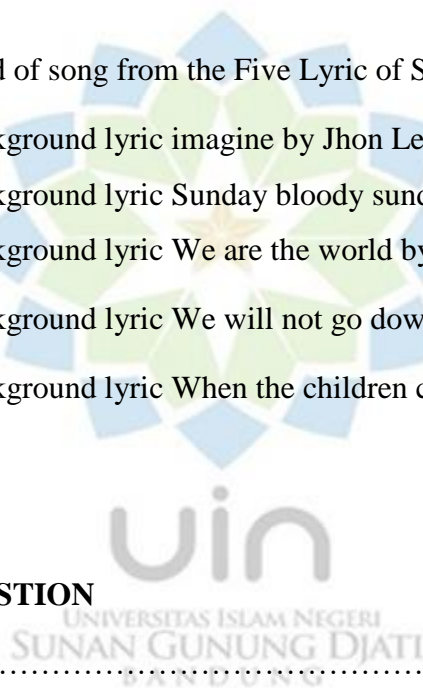 d of song from the Five Lyric of S
kground lyric imagine by Jhon Le
kground lyric Sunday bloody sund
kground lyric We are the world by
kground lyric We will not go dow
kground lyric When the children c
uin
STION
UNIVERSITAS ISLAM NEGERI
SUNAN GUNUNG DJATI
BANDUNG